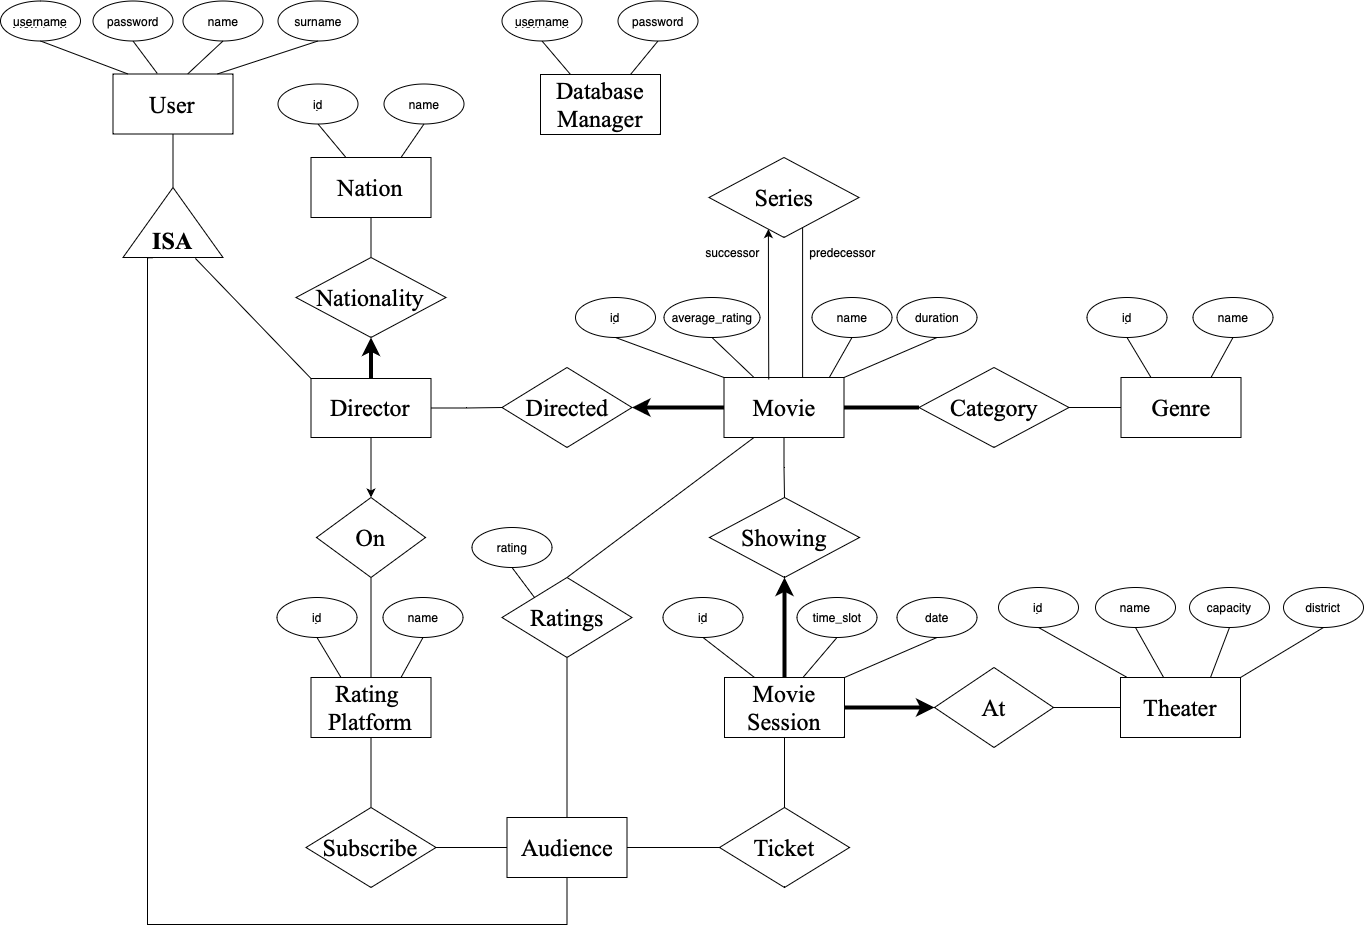 username
password
name
surname
username
password
User
Database
Manager
id
name
Nation
Series
ISA
successor
predecessor
Nationality
id
average_rating
name
duration
id
name
Director
Directed
Movie
Category
Genre
On
rating
Showing
id
name
Ratings
id
time_slot
date
id
name
capacity
district
Rating
Platform
Movie
Session
At
Theater
Subscribe
Audience
Ticket